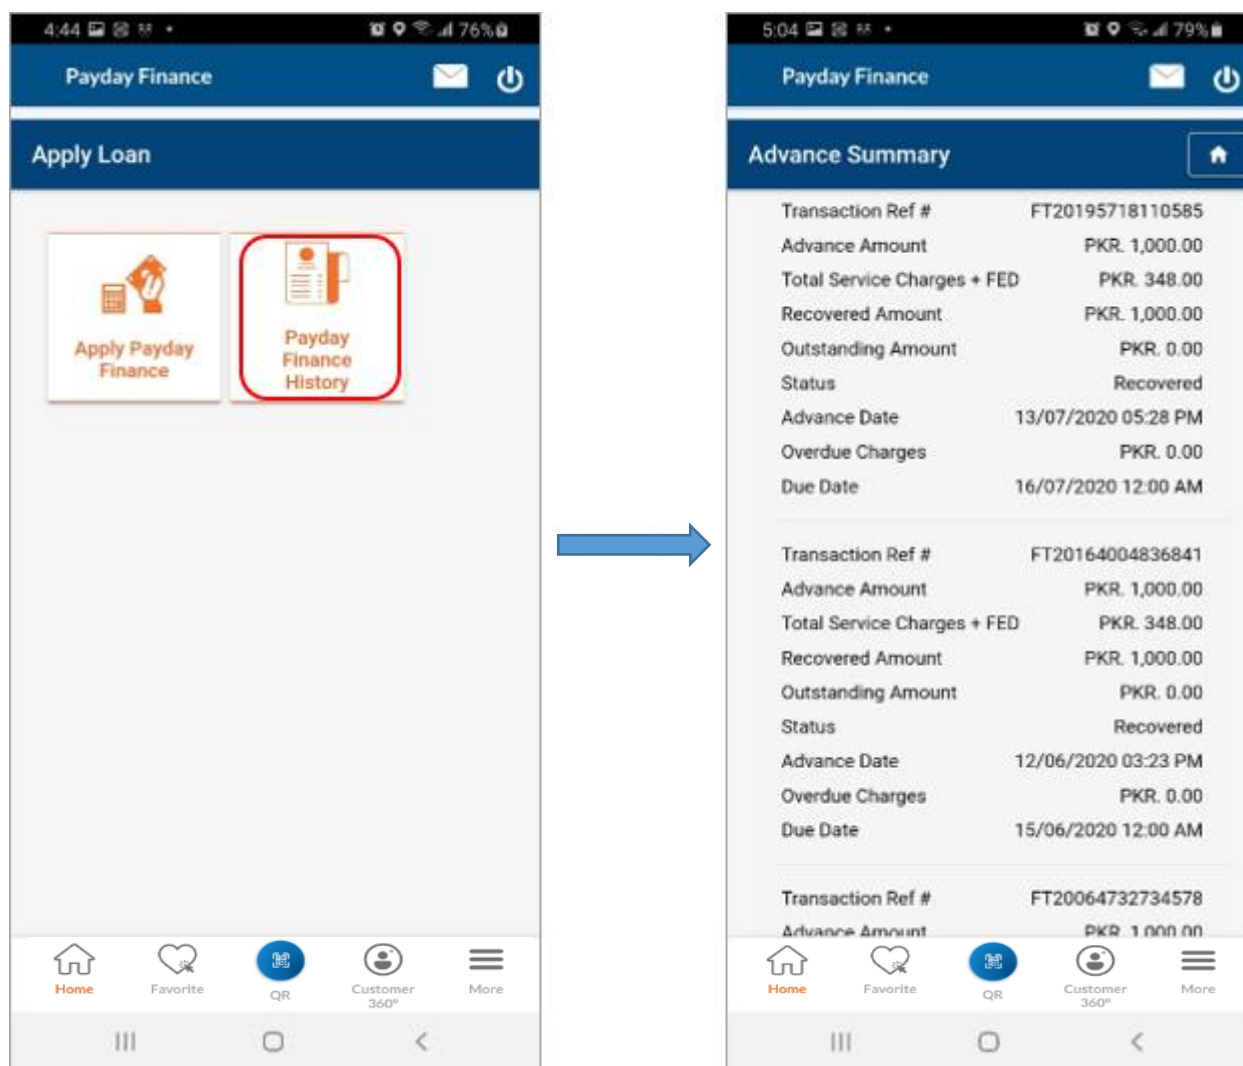 4:44
76%
Payday Finance
Apply Loan
Apply Payday
Finance
Payday
Finance
History
Home
Favorite
QR
Customer
360°
More
5:04
79%
Payday Finance
Advance Summary
Transaction Ref # FT20195718110585
Advance Amount PKR. 1,000.00
Total Service Charges + FED PKR. 348.00
Recovered Amount PKR. 1,000.00
Outstanding Amount PKR. 0.00
Status Recovered
Advance Date 13/07/2020 05:28 PM
Overdue Charges PKR. 0.00
Due Date 16/07/2020 12:00 AM
Transaction Ref # FT20164004836841
Advance Amount PKR. 1,000.00
Total Service Charges + FED PKR. 348.00
Recovered Amount PKR. 1,000.00
Outstanding Amount PKR. 0.00
Status Recovered
Advance Date 12/06/2020 03:23 PM
Overdue Charges PKR. 0.00
Due Date 15/06/2020 12:00 AM
Transaction Ref # FT20064732734578
Advance Amount PKR. 1,000.00
Home
Favorite
QR
Customer
360°
More